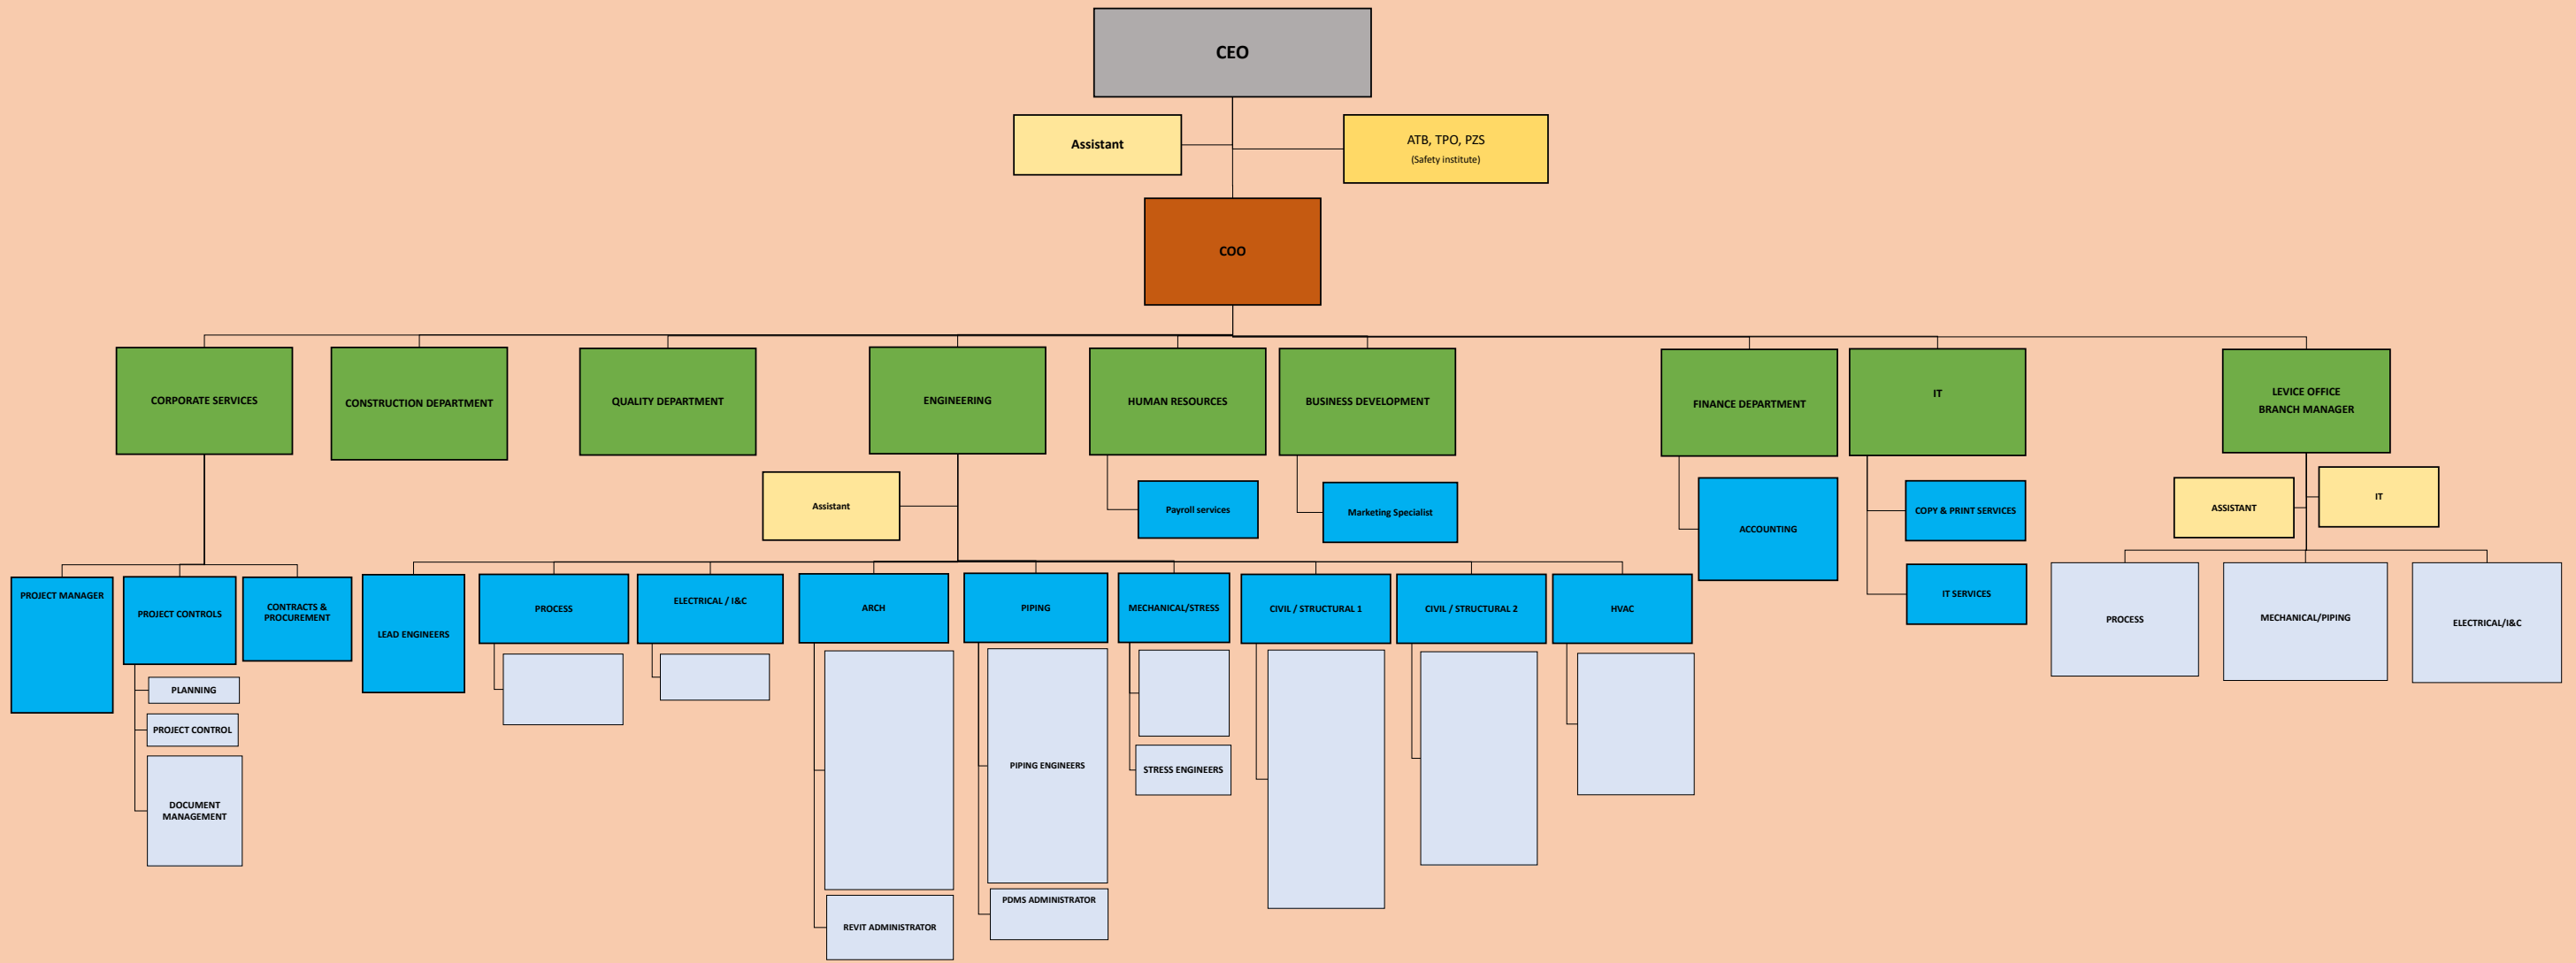 CEO
Assistant
ATB, TPO, PZS
(Safety institute)
COO
CORPORATE SERVICES
CONSTRUCTION DEPARTMENT
QUALITY DEPARTMENT
ENGINEERING
HUMAN RESOURCES
BUSINESS DEVELOPMENT
FINANCE DEPARTMENT
IT
LEVICE OFFICE
BRANCH MANAGER
Assistant
Payroll services
Marketing Specialist
ACCOUNTING
COPY & PRINT SERVICES
IT SERVICES
ASSISTANT
IT
PROJECT MANAGER
PROJECT CONTROLS
CONTRACTS &
PROCUREMENT
LEAD ENGINEERS
PROCESS
ELECTRICAL / I&C
ARCH
PIPING
MECHANICAL/STRESS
CIVIL / STRUCTURAL 1
CIVIL / STRUCTURAL 2
HVAC
PROCESS
MECHANICAL/PIPING
ELECTRICAL/I&C
PLANNING
PROJECT CONTROL
DOCUMENT
MANAGEMENT
PIPING ENGINEERS
STRESS ENGINEERS
REVIT ADMINISTRATOR
PDMS ADMINISTRATOR